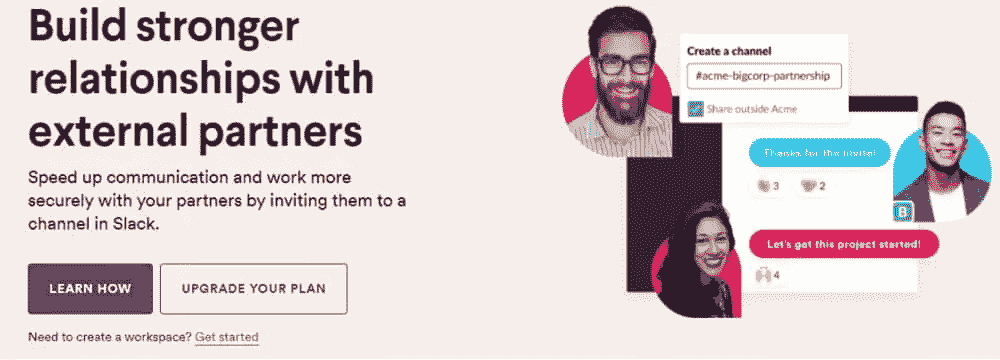 Build stronger
relationships with
external partners
Speed up communication and work more
securely with your partners by inviting them to a
channel in Slack.
LEARN HOW
UPGRADE YOUR PLAN
Need to create a workspace? Get started
Create a channel
#acme-bigcorp-partnership
Share outside Acme
Thanks for the invite!
3
2
B
Let's get this project started!
4